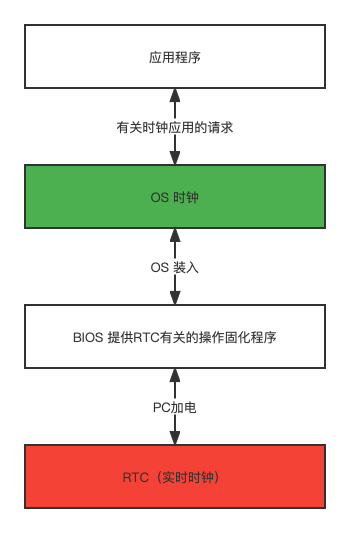 应用程序
有关时钟应用的请求
OS 时钟
OS 装入
BIOS 提供RTC有关的操作固化程序
PC加电
RTC（实时时钟）